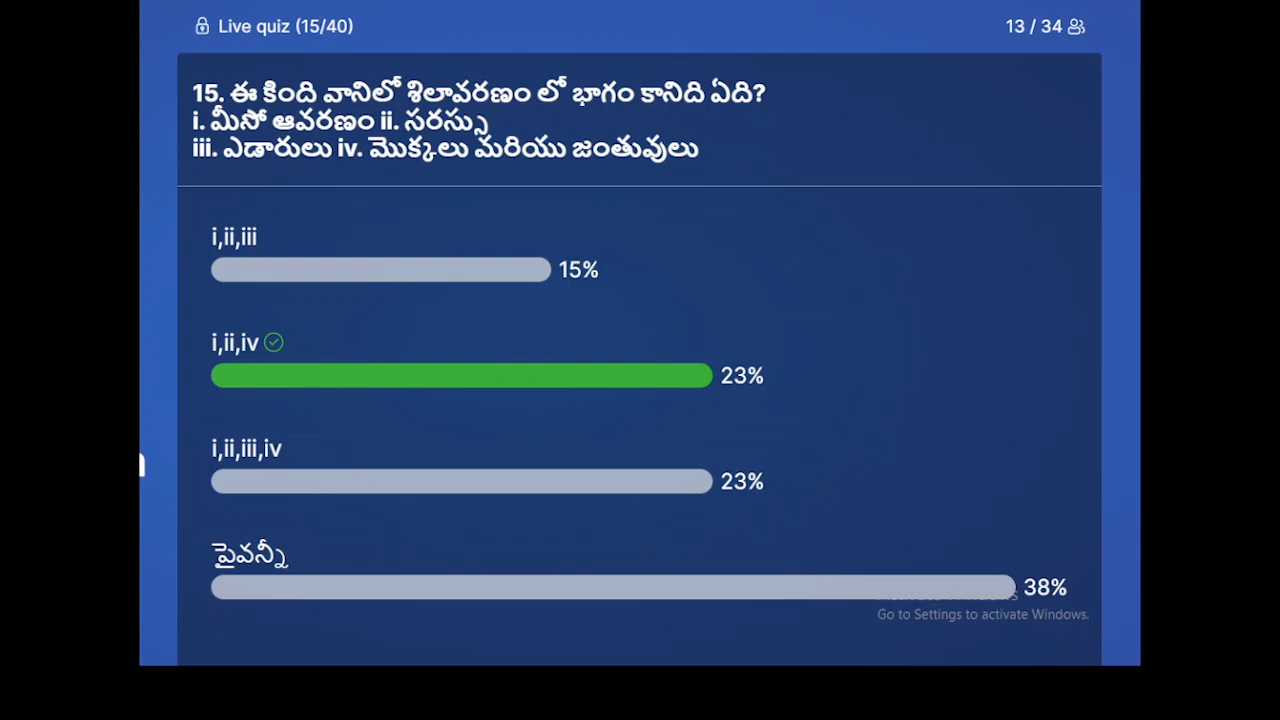 Live quiz (15/40)
13 / 34
15. ఈ కింది వానిలో శిలావరణం లో భాగం కానిది ఏది?
i. మీసో ఆవరణం ii. సరస్సు
iii. ఎడారులు iv. మొక్కలు మరియు జంతువులు
i,ii,iii
15%
i,ii,iv
23%
i,ii,iii,iv
23%
పైవన్నీ
38%
Go to Settings to activate Windows.